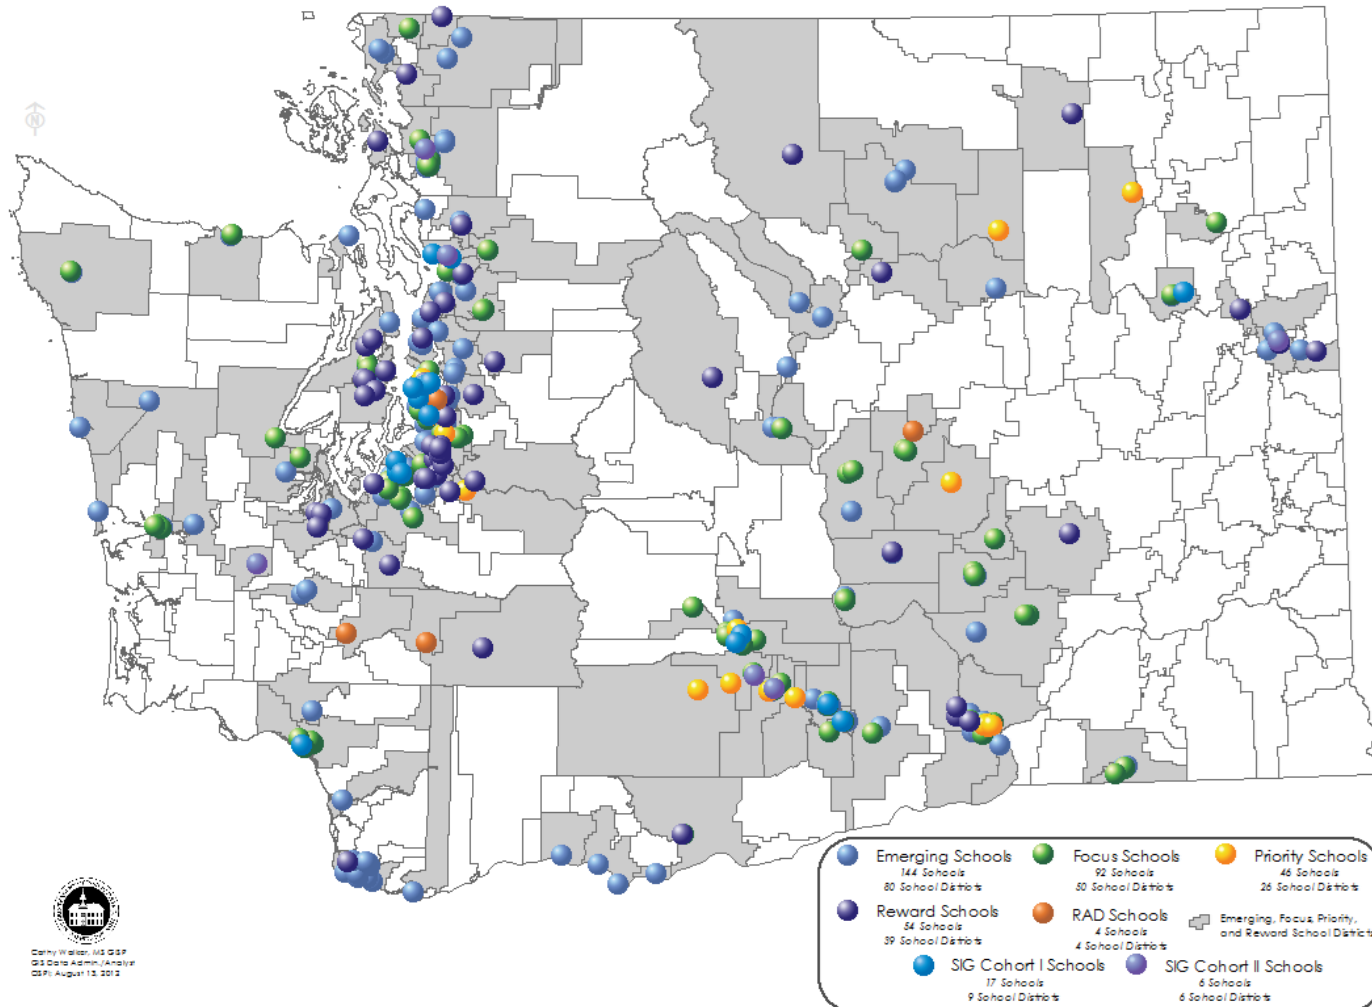 N
Emerging Schools
144 Schools
80 School Districts
Focus Schools
92 Schools
50 School Districts
Priority Schools
46 Schools
26 School Districts
Reward Schools
54 Schools
39 School Districts
RAD Schools
4 Schools
4 School Districts
Emerging, Focus, Priority,
and Reward School Districts
SIG Cohort I Schools
17 Schools
9 School Districts
SIG Cohort II Schools
6 Schools
6 School Districts
Cathy Walker, MS GISP
GIS Data Admin./Analyst
OSPI: August 13, 2012